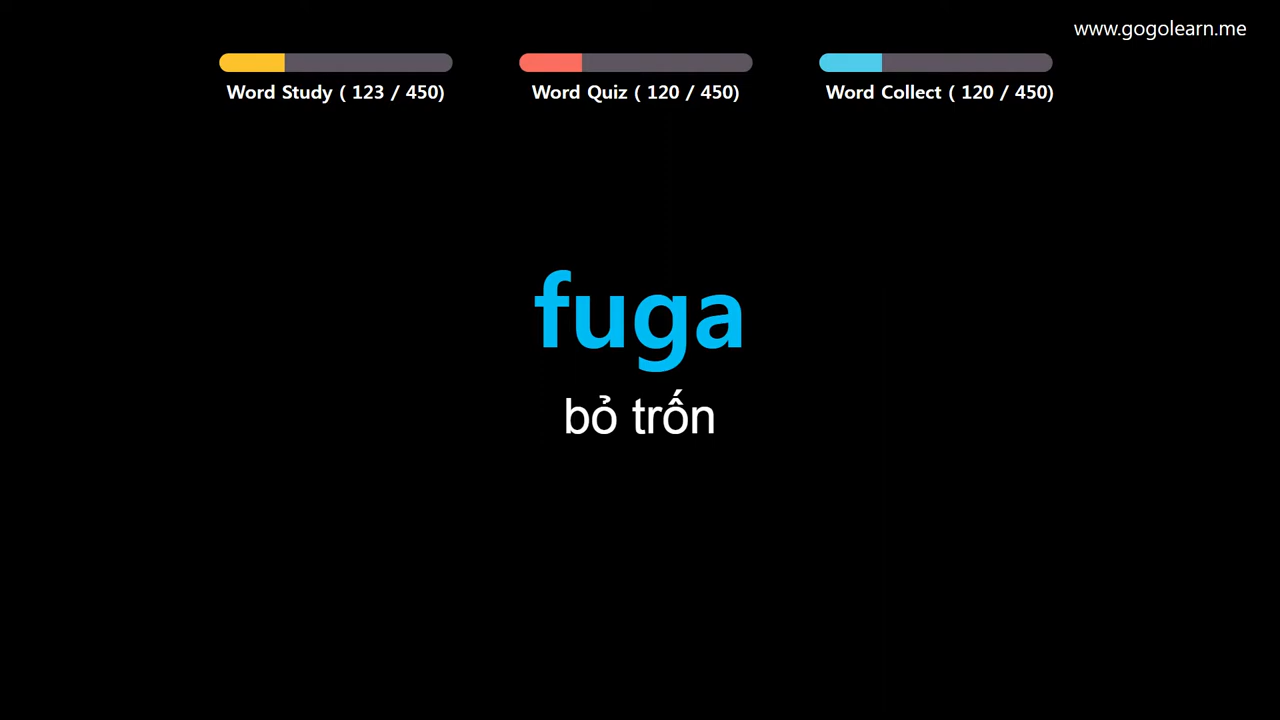 www.gogolearn.me
Word Study ( 123 / 450)
Word Quiz ( 120 / 450)
Word Collect ( 120 / 450)
fuga
bỏ trốn